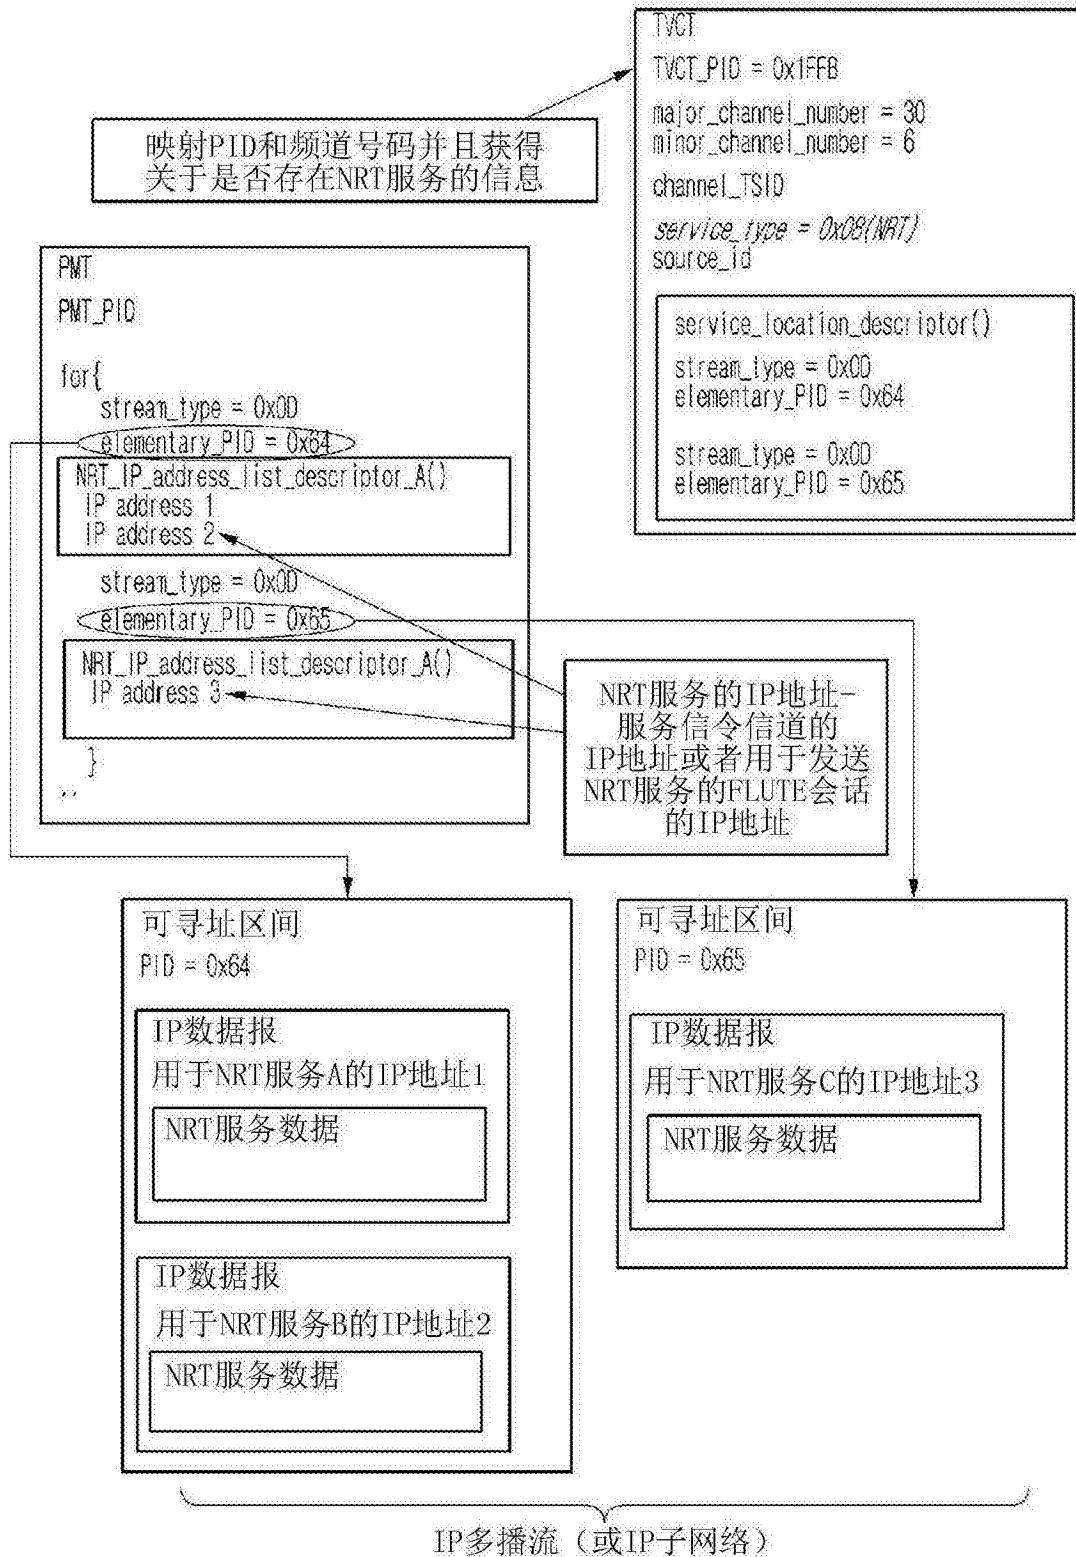 TVCT
TVCT_PID = 0x1FFB
major_channel_number = 30
minor_channel_number = 6
channel_TSID
service_type = 0x08(NRT)
source_id
service_location_descriptor()
stream_type = 0x0D
elementary_PID = 0x64
stream_type = 0x0D
elementary_PID = 0x65
映射PID和频道号码并且获得
关于是否存在NRT服务的信息
PMT
PMT_PID
for{
stream_type = 0x0D
elementary_PID = 0x64
NRT_IP_address_list_descriptor_A()
IP address 1
IP address 2
stream_type = 0x0D
elementary_PID = 0x65
NRT_IP_address_list_descriptor_A()
IP address 3
}
..
NRT服务的IP地址-
服务信令信道的
IP地址或者用于发送
NRT服务的FLUTE会话
的IP地址
可寻址区间
PID = 0x64
IP数据报
用于NRT服务A的IP地址1
NRT服务数据
IP数据报
用于NRT服务B的IP地址2
NRT服务数据
可寻址区间
PID = 0x65
IP数据报
用于NRT服务C的IP地址3
NRT服务数据
IP多播流（或IP子网络）